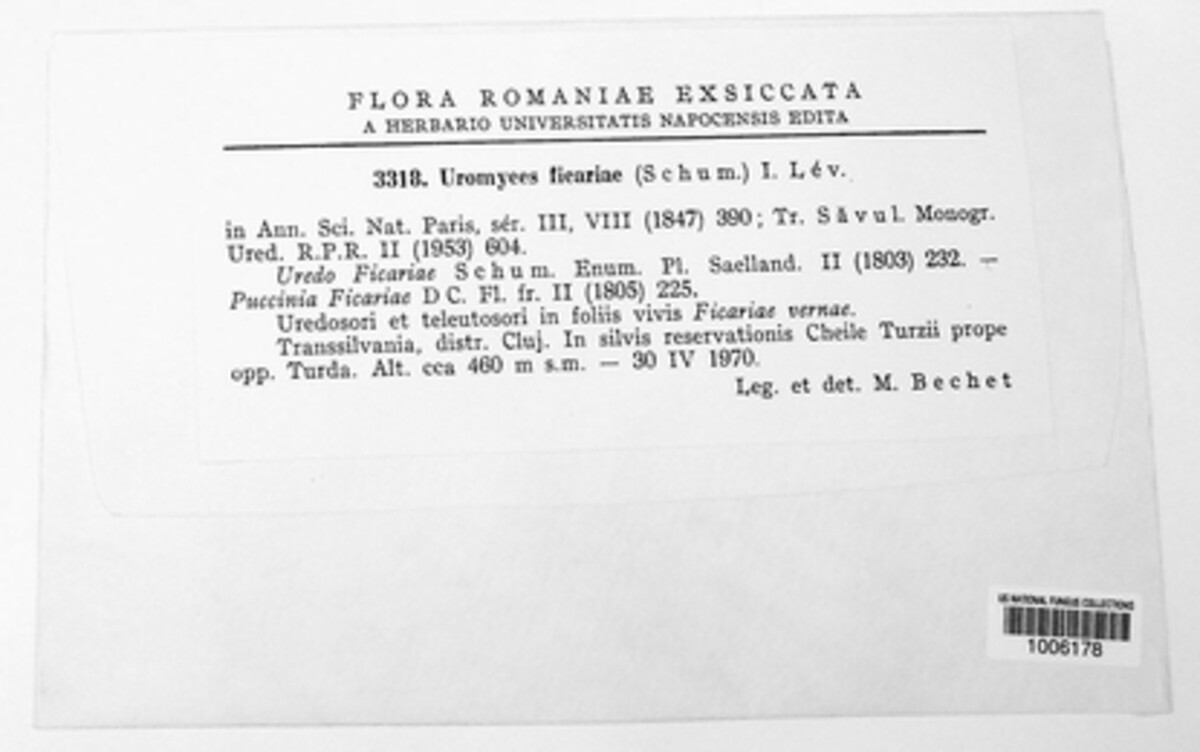 FLORA ROMANIAE EXSICCATA
A HERBARIO UNIVERSITATIS NAPOCENSIS EDITA
3318. Uromyces ficariae (Schum.) I. Lév.
in Ann. Sci. Nat. Paris, sér. III, VIII (1847) 390; Tr. Săvul. Monogr.
Ured. R.P.R. II (1953) 604.
Uredo Ficariae Schum. Enum. Pl. Saelland. II (1803) 232. —
Puccinia Ficariae DC. Fl. fr. II (1805) 225.
Uredosori et teleutosori in foliis vivis Ficariae vernae.
Transsilvania, distr. Cluj. In silvis reservationis Cheile Turzii prope
opp. Turda. Alt. cca 460 m s.m. — 30 IV 1970.
Leg. et det. M. Bechet
US NATIONAL FUNGUS COLLECTIONS
1006178